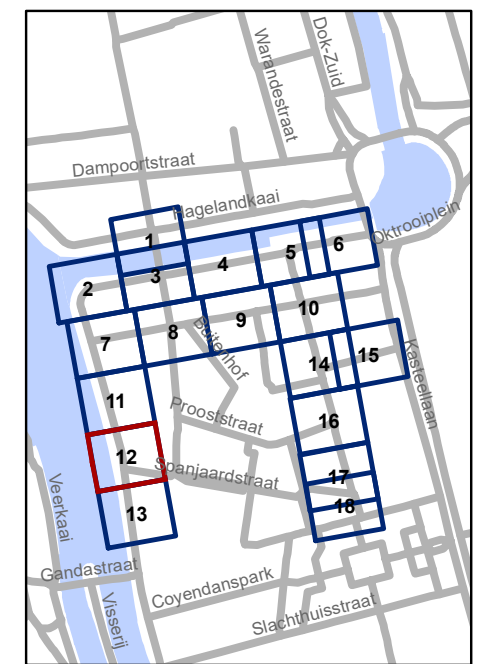 Warandestraat
Dok-Zuid
Dampoortstraat
Hagelandkaai
Oktrooiplein
1
2
3
4
5
6
7
8
9
10
Buitenhof
11
12
13
14
15
16
17
18
Prooststraat
Spanjaardstraat
Kasteellaan
Veerkaai
Gandastraat
Visserij
Coyendanspark
Slachthuisstraat